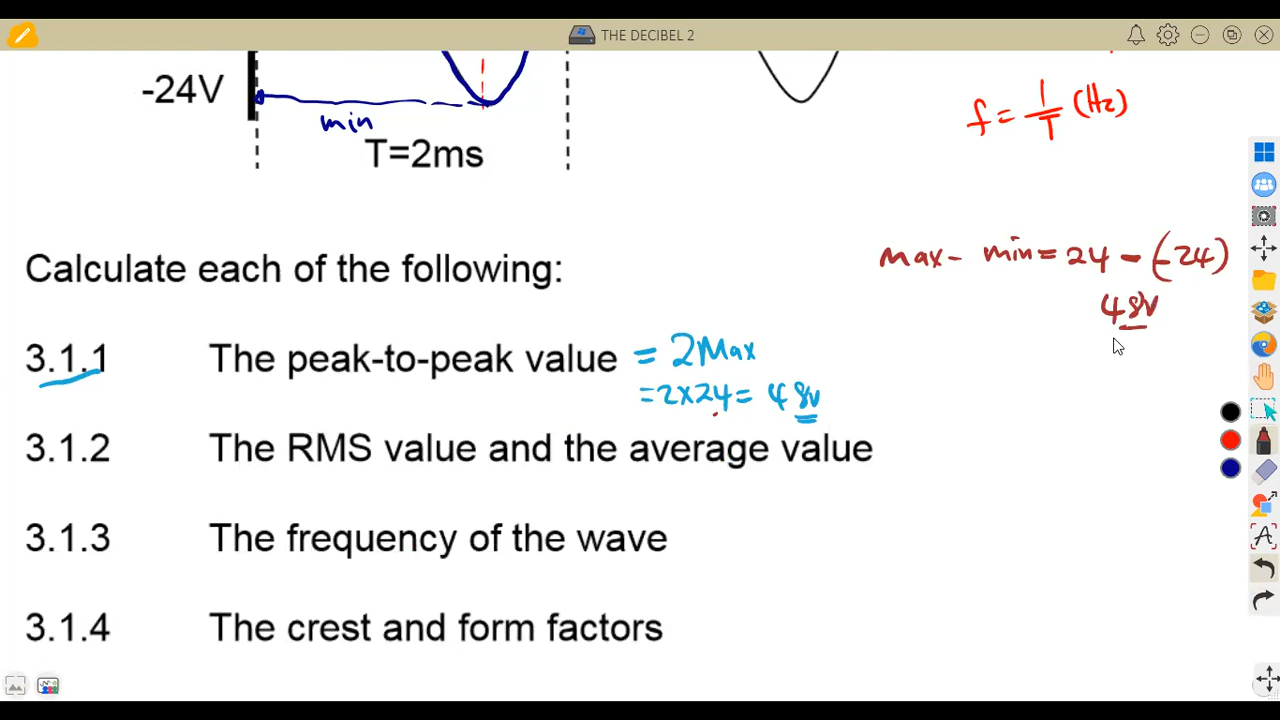 THE DECIBEL 2
-24V
min
T=2ms
f = 1/T (Hz)
Calculate each of the following:
max - min = 24 - (-24)
48V
3.1.1 The peak-to-peak value = 2Max
= 2x24 = 48V
3.1.2 The RMS value and the average value
3.1.3 The frequency of the wave
3.1.4 The crest and form factors
A